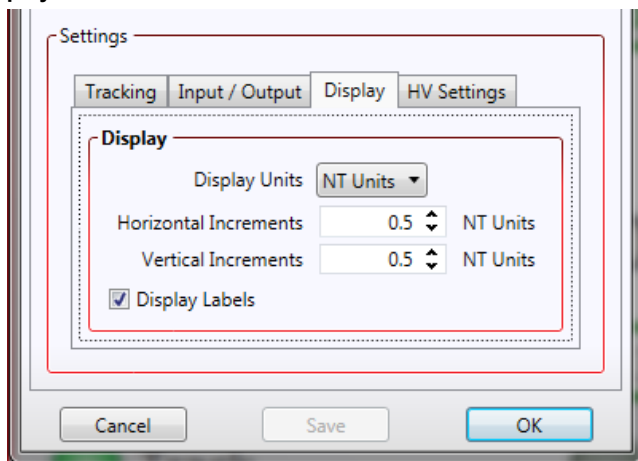 Settings
Tracking Input / Output Display HV Settings
Display
Display Units NT Units
Horizontal Increments 0.5 NT Units
Vertical Increments 0.5 NT Units
Display Labels
Cancel Save OK